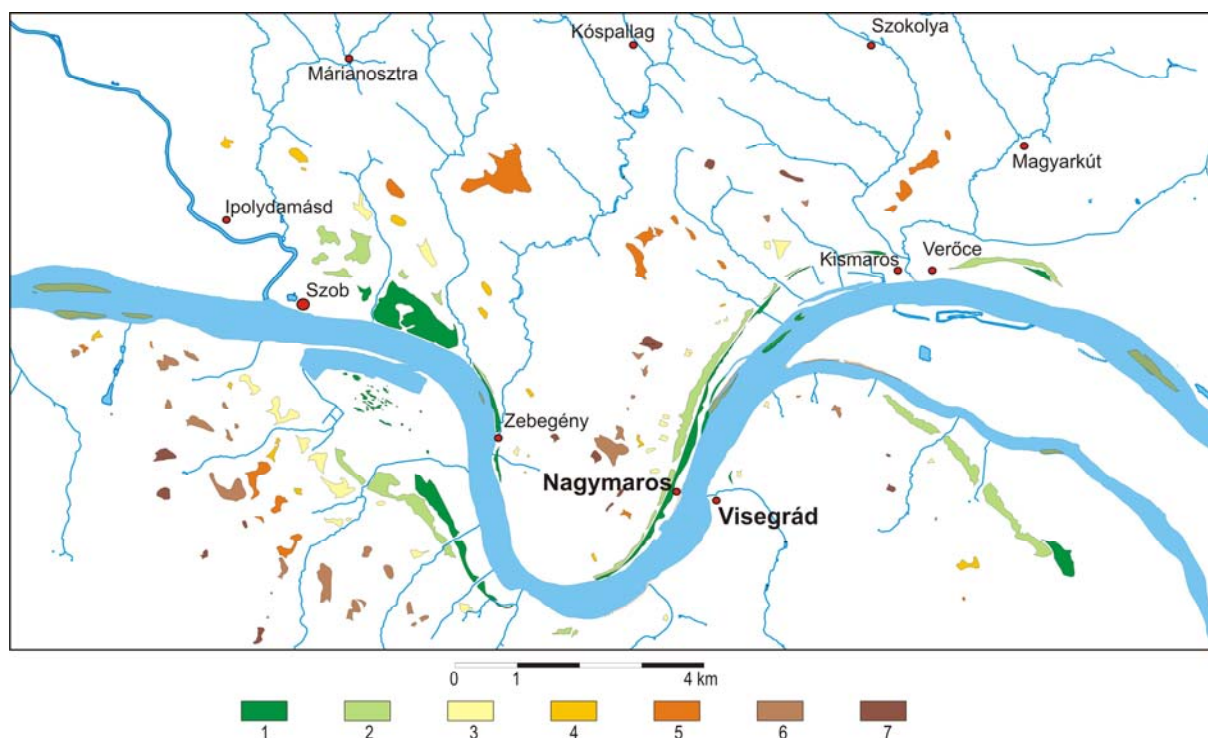 Kóspallag
Szokolya
Márianosztra
Magyarkút
Ipolydamásd
Kismaros
Verőce
Szob
Zebegény
Nagymaros
Visegrád
0 1 4 km
1 2 3 4 5 6 7